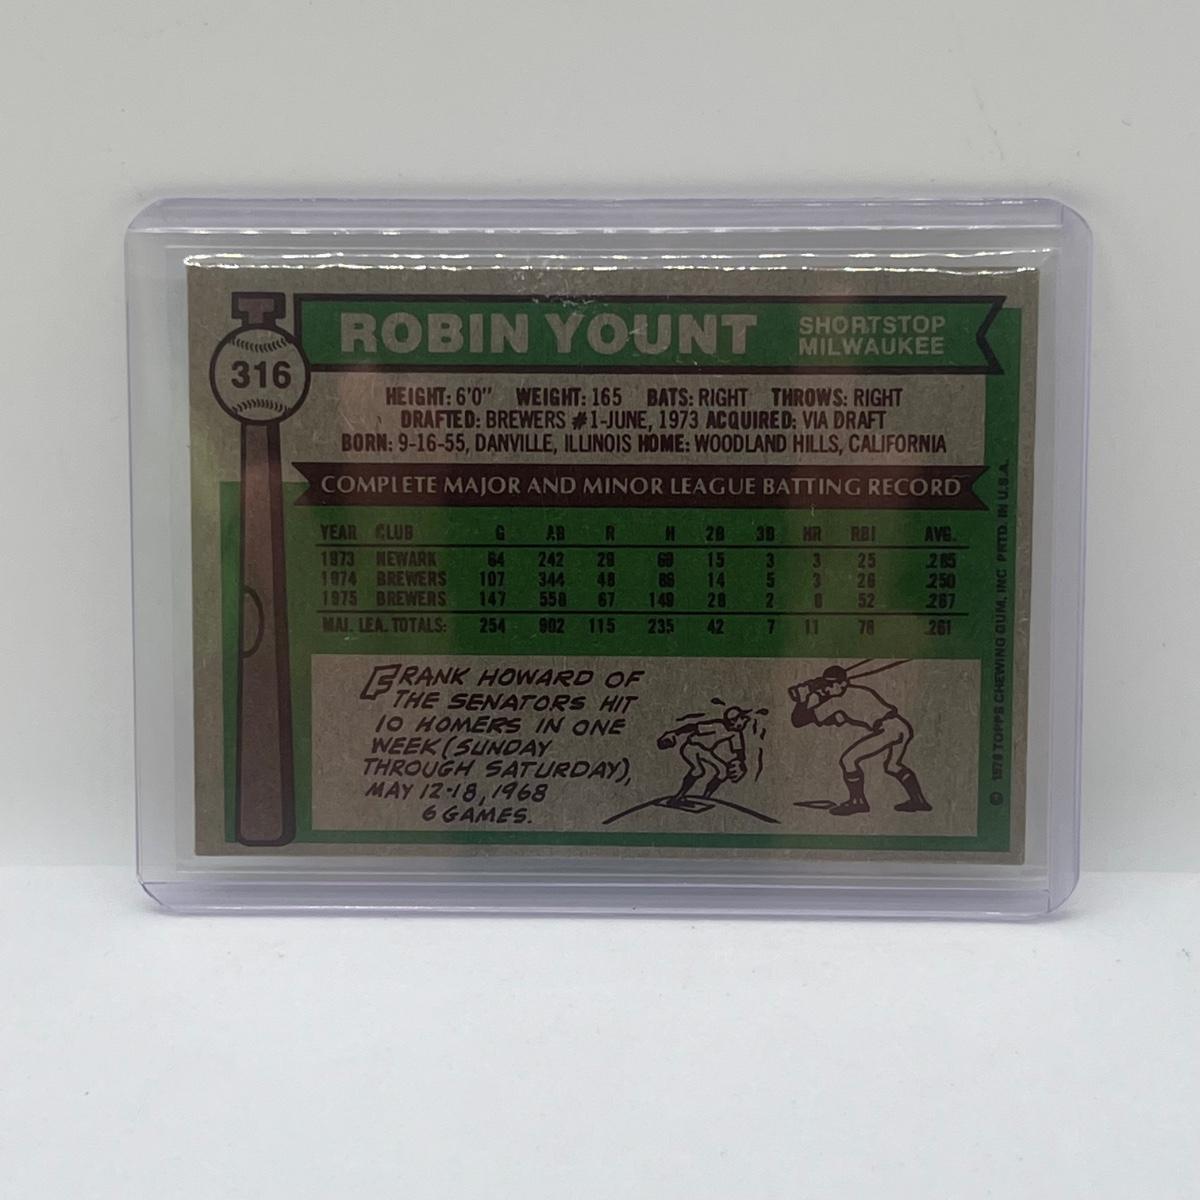 316
ROBIN YOUNT
SHORTSTOP
MILWAUKEE
HEIGHT: 6'0" WEIGHT: 165 BATS: RIGHT THROWS: RIGHT
DRAFTED: BREWERS #1-JUNE, 1973 ACQUIRED: VIA DRAFT
BORN: 9-16-55, DANVILLE, ILLINOIS HOME: WOODLAND HILLS, CALIFORNIA
COMPLETE MAJOR AND MINOR LEAGUE BATTING RECORD
YEAR CLUB G AB R H 2B 3B HR RBI AVG.
1973 NEWARK 64 242 29 69 15 3 3 25 .285
1974 BREWERS 107 344 48 86 14 5 3 26 .250
1975 BREWERS 147 558 67 149 28 2 8 52 .267
MAJ. LEA. TOTALS: 254 902 115 235 42 7 11 78 .261
FRANK HOWARD OF
THE SENATORS HIT
10 HOMERS IN ONE
WEEK (SUNDAY
THROUGH SATURDAY),
MAY 12-18, 1968
6 GAMES.
© 1976 TOPPS CHEWING GUM, INC. PRTD. IN U.S.A.